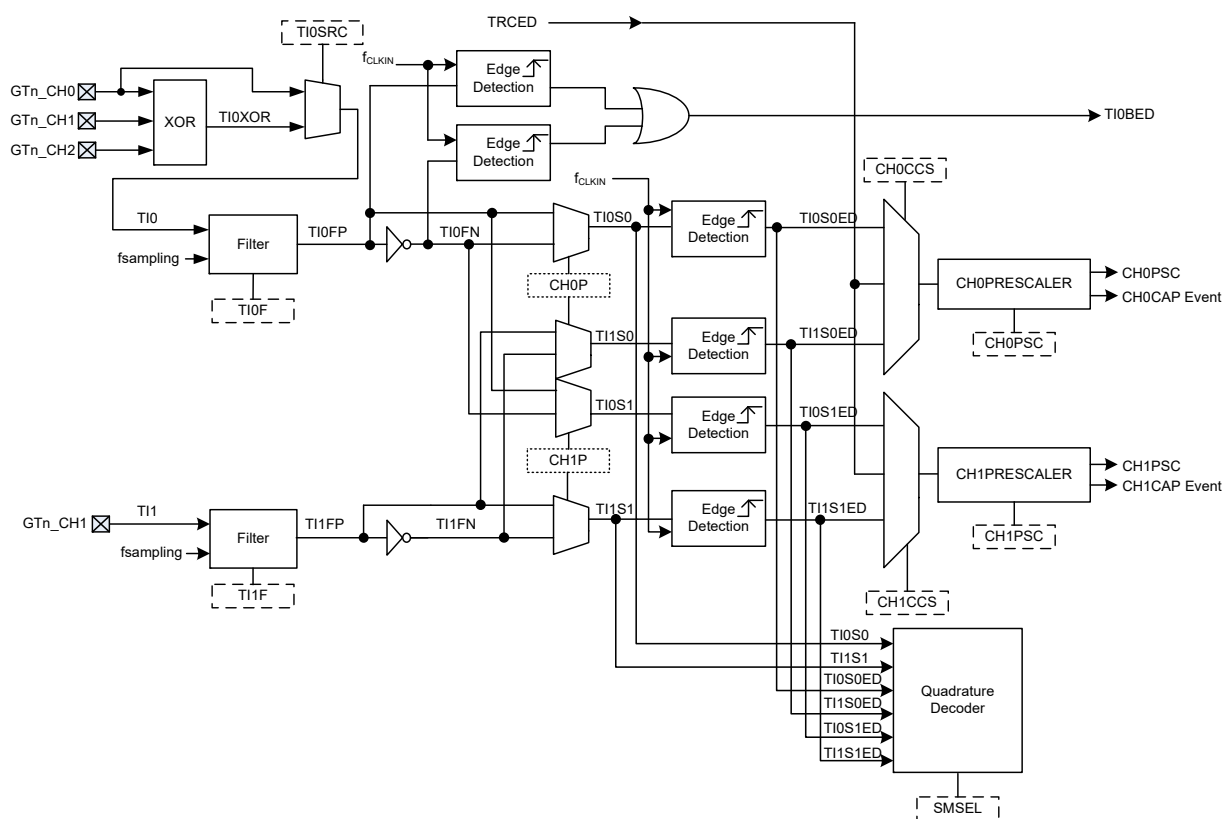 TRCED
TI0SRC
fCLKIN
Edge
Detection
GTn_CH0
XOR
TI0XOR
GTn_CH1
GTn_CH2
TI0BED
Edge
Detection
fCLKIN
CH0CCS
TI0
Filter
TI0FP
TI0FN
TI0S0
Edge
Detection
TI0S0ED
fsampling
TI0F
CH0P
CH0PRESCALER
CH0PSC
CH0CAP Event
CH0PSC
TI1S0
Edge
Detection
TI1S0ED
TI0S1
Edge
Detection
TI0S1ED
CH1P
CH1PRESCALER
CH1PSC
CH1CAP Event
CH1PSC
GTn_CH1
TI1
Filter
TI1FP
TI1FN
TI1S1
Edge
Detection
TI1S1ED
fsampling
TI1F
CH1CCS
TI0S0
TI1S1
TI0S0ED
TI1S0ED
TI0S1ED
TI1S1ED
Quadrature
Decoder
SMSEL